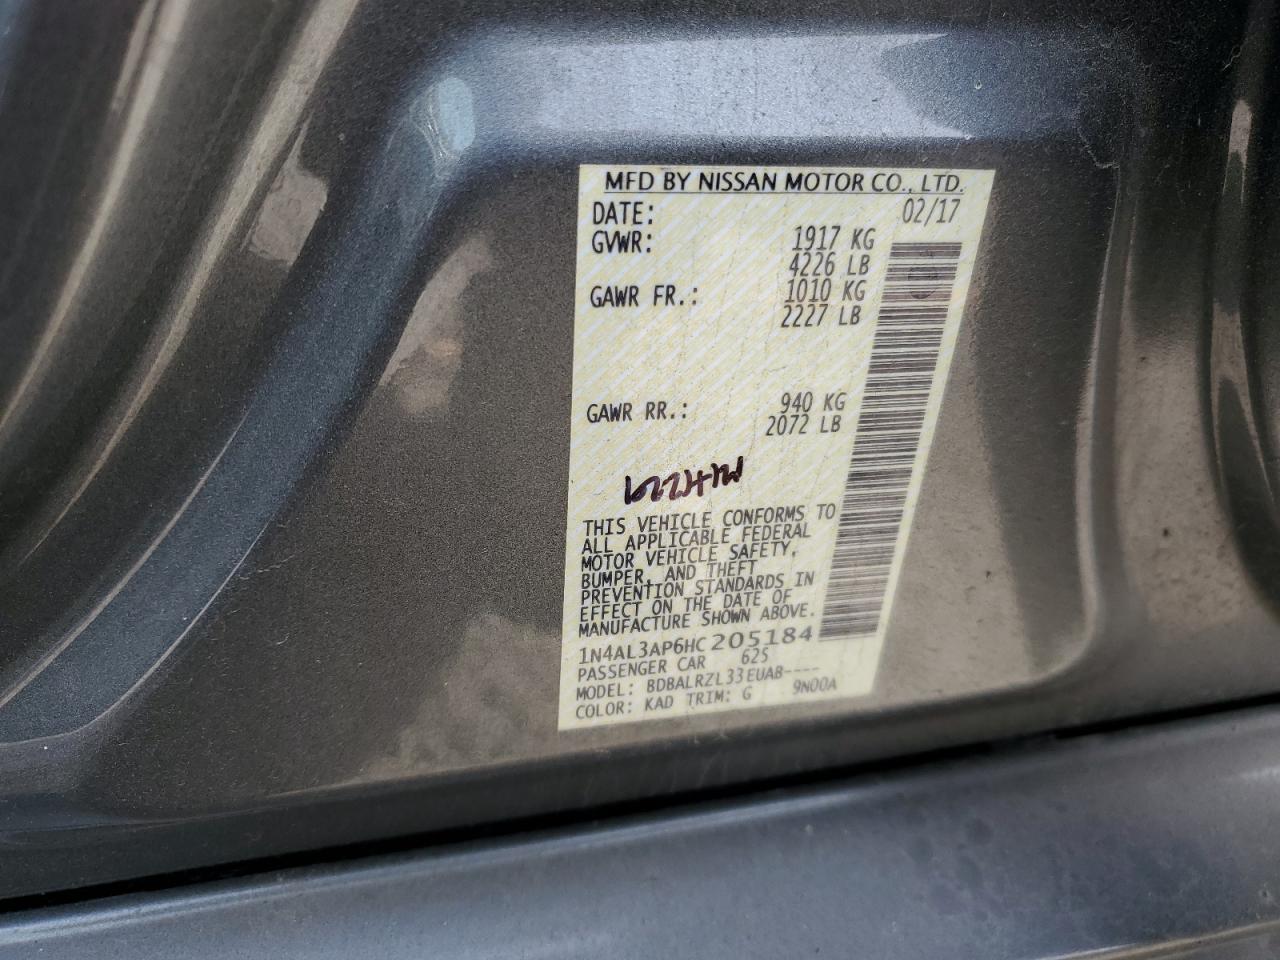 MFD BY NISSAN MOTOR CO., LTD.
DATE: 02/17
GVWR: 1917 KG
4226 LB
GAWR FR.: 1010 KG
2227 LB
GAWR RR.: 940 KG
2072 LB
THIS VEHICLE CONFORMS TO
ALL APPLICABLE FEDERAL
MOTOR VEHICLE SAFETY,
BUMPER, AND THEFT
PREVENTION STANDARDS IN
EFFECT ON THE DATE OF
MANUFACTURE SHOWN ABOVE.
1N4AL3AP6HC205184
PASSENGER CAR 625
MODEL: BDBALRZL33EUAB----
COLOR: KAD TRIM: G 9N00A